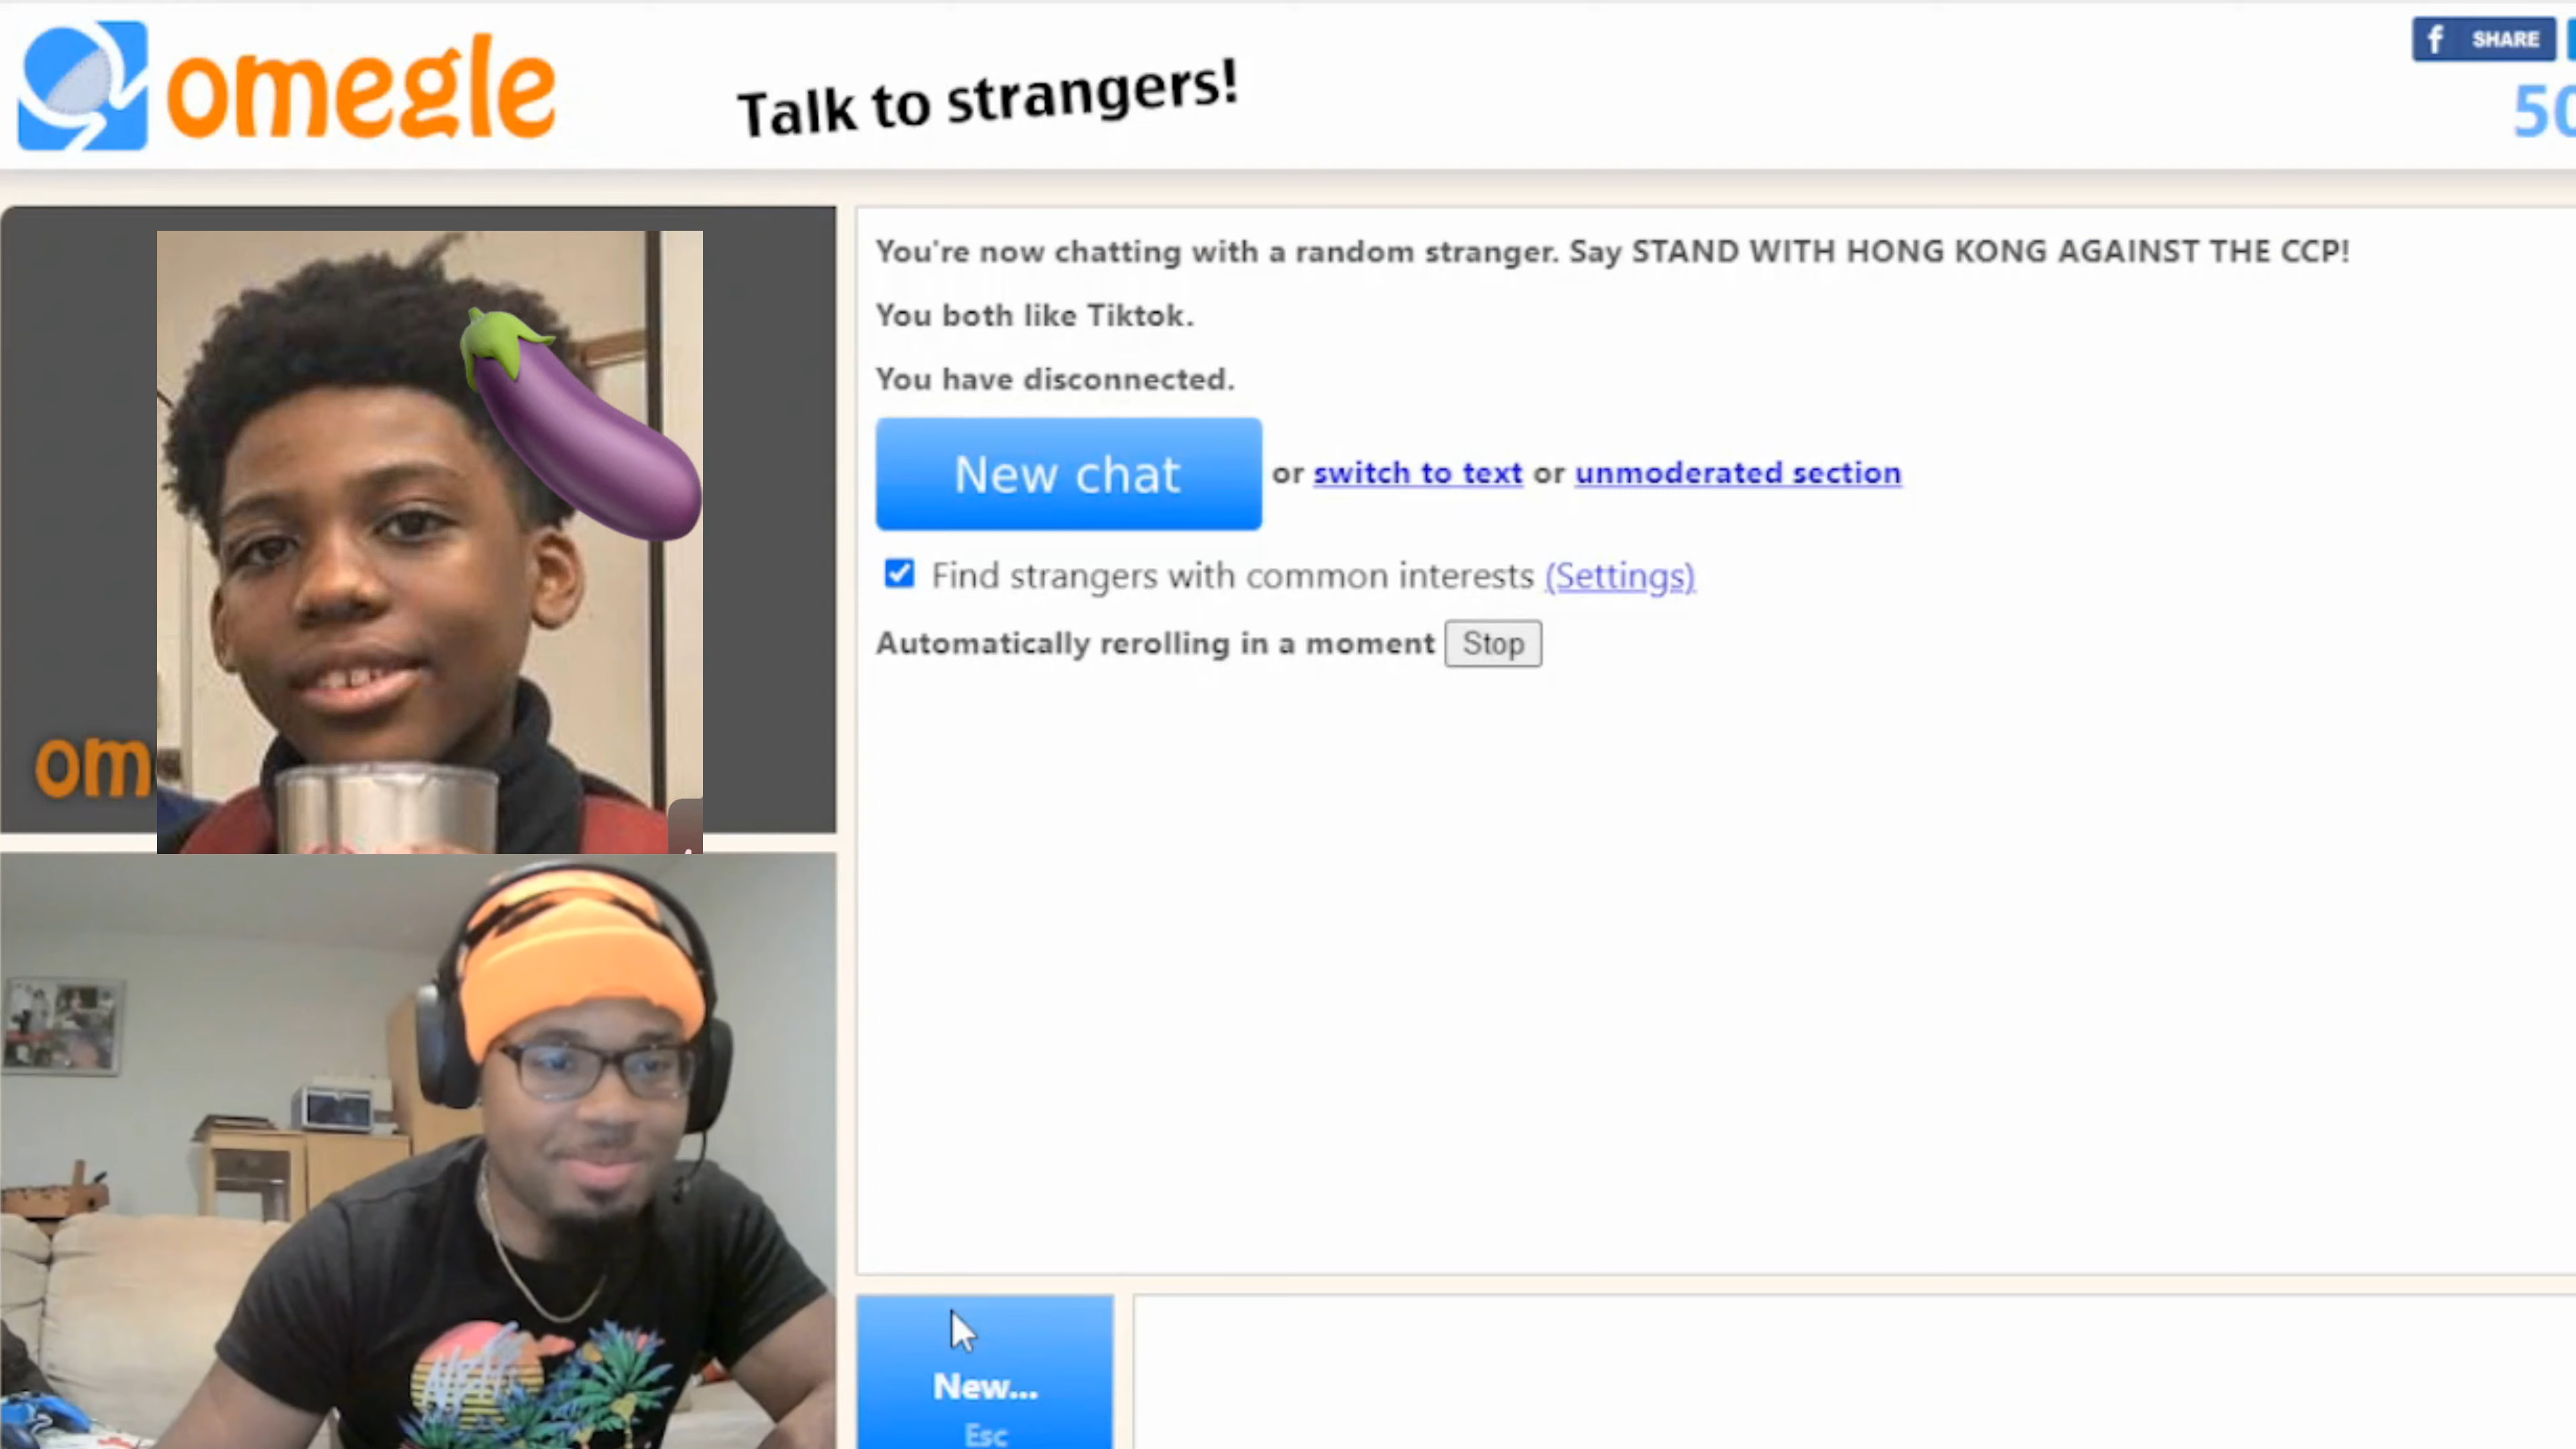 omegle
Talk to strangers!
f SHARE
50
You're now chatting with a random stranger. Say STAND WITH HONG KONG AGAINST THE CCP!
You both like Tiktok.
You have disconnected.
New chat or switch to text or unmoderated section
Find strangers with common interests (Settings)
Automatically rerolling in a moment Stop
om
New...
Esc